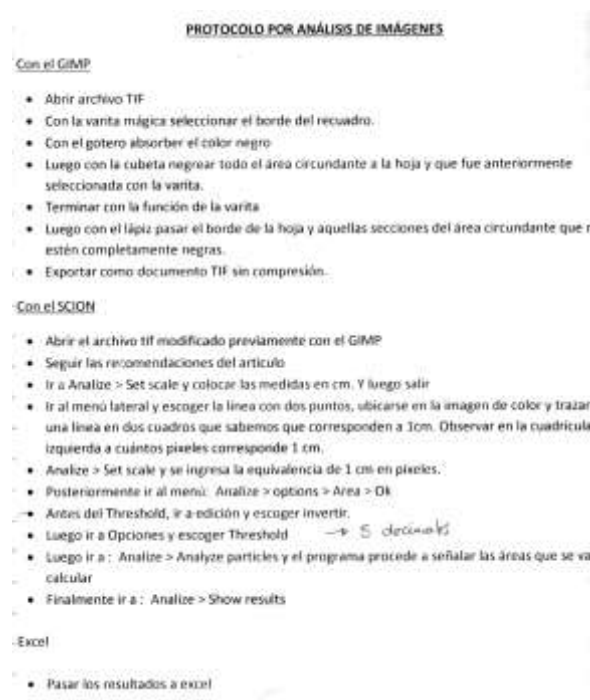 PROTOCOLO POR ANÁLISIS DE IMÁGENES
Con el GIMP
• Abrir archivo TIF
• Con la varita mágica seleccionar el borde del recuadro.
• Con el gotero absorber el color negro
• Luego con la cubeta negrear todo el área circundante a la hoja y que fue anteriormente
seleccionada con la varita.
• Terminar con la función de la varita
• Luego con el lápiz pasar el borde de la hoja y aquellas secciones del área circundante que
estén completamente negras.
• Exportar como documento TIF sin compresión.
Con el SCION
• Abrir el archivo tif modificado previamente con el GIMP
• Seguir las recomendaciones del articulo
• Ir a Analize > Set scale y colocar las medidas en cm. Y luego salir
• Ir al menú lateral y escoger la línea con dos puntos, ubicarse en la imagen de color y trazar
una línea en dos cuadros que sabemos que corresponden a 1cm. Observar en la cuadrícula
izquierda a cuántos pixeles corresponde 1 cm.
• Analize > Set scale y se ingresa la equivalencia de 1 cm en pixeles.
• Posteriormente ir al menú: Analize > options > Area > Ok
→ • Antes del Threshold, ir a edición y escoger invertir.
• Luego ir a Opciones y escoger Threshold → 5 decimals
• Luego ir a : Analize > Analyze particles y el programa procede a señalar las áreas que se va
calcular
• Finalmente ir a : Analize > Show results
Excel
• Pasar los resultados a excel